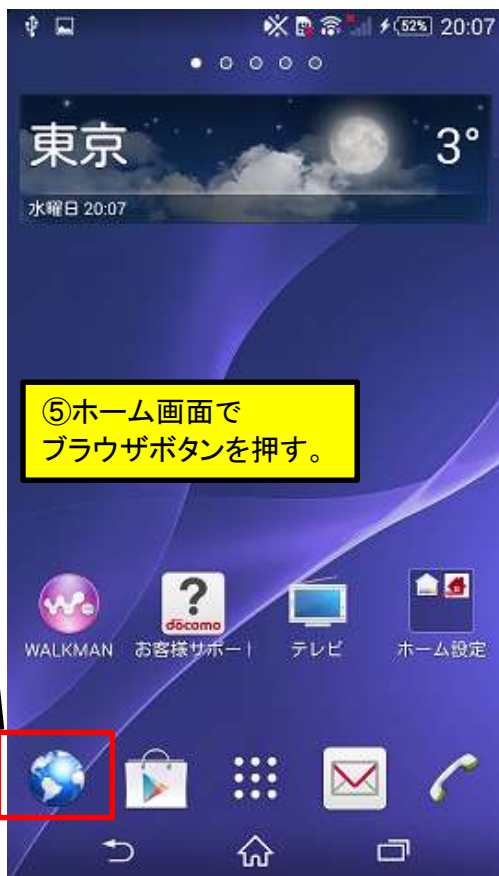 52% 20:07
東京 3°
水曜日 20:07
⑤ホーム画面で
ブラウザボタンを押す。
?
docomo
WALKMAN お客様サポー テレビ ホーム設定